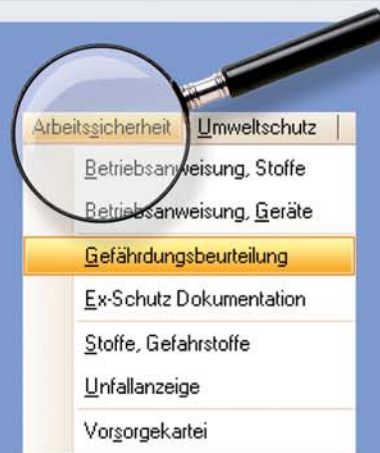 Arbeitssicherheit Umweltschutz
Betriebsanweisung, Stoffe
Betriebsanweisung, Geräte
Gefährdungsbeurteilung
Ex-Schutz Dokumentation
Stoffe, Gefahrstoffe
Unfallanzeige
Vorsorgekartei